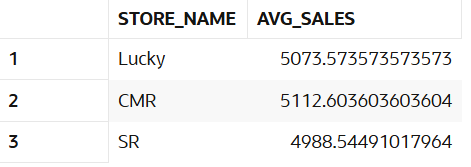 STORE_NAME AVG_SALES
1 Lucky 5073.573573573573
2 CMR 5112.603603603604
3 SR 4988.54491017964